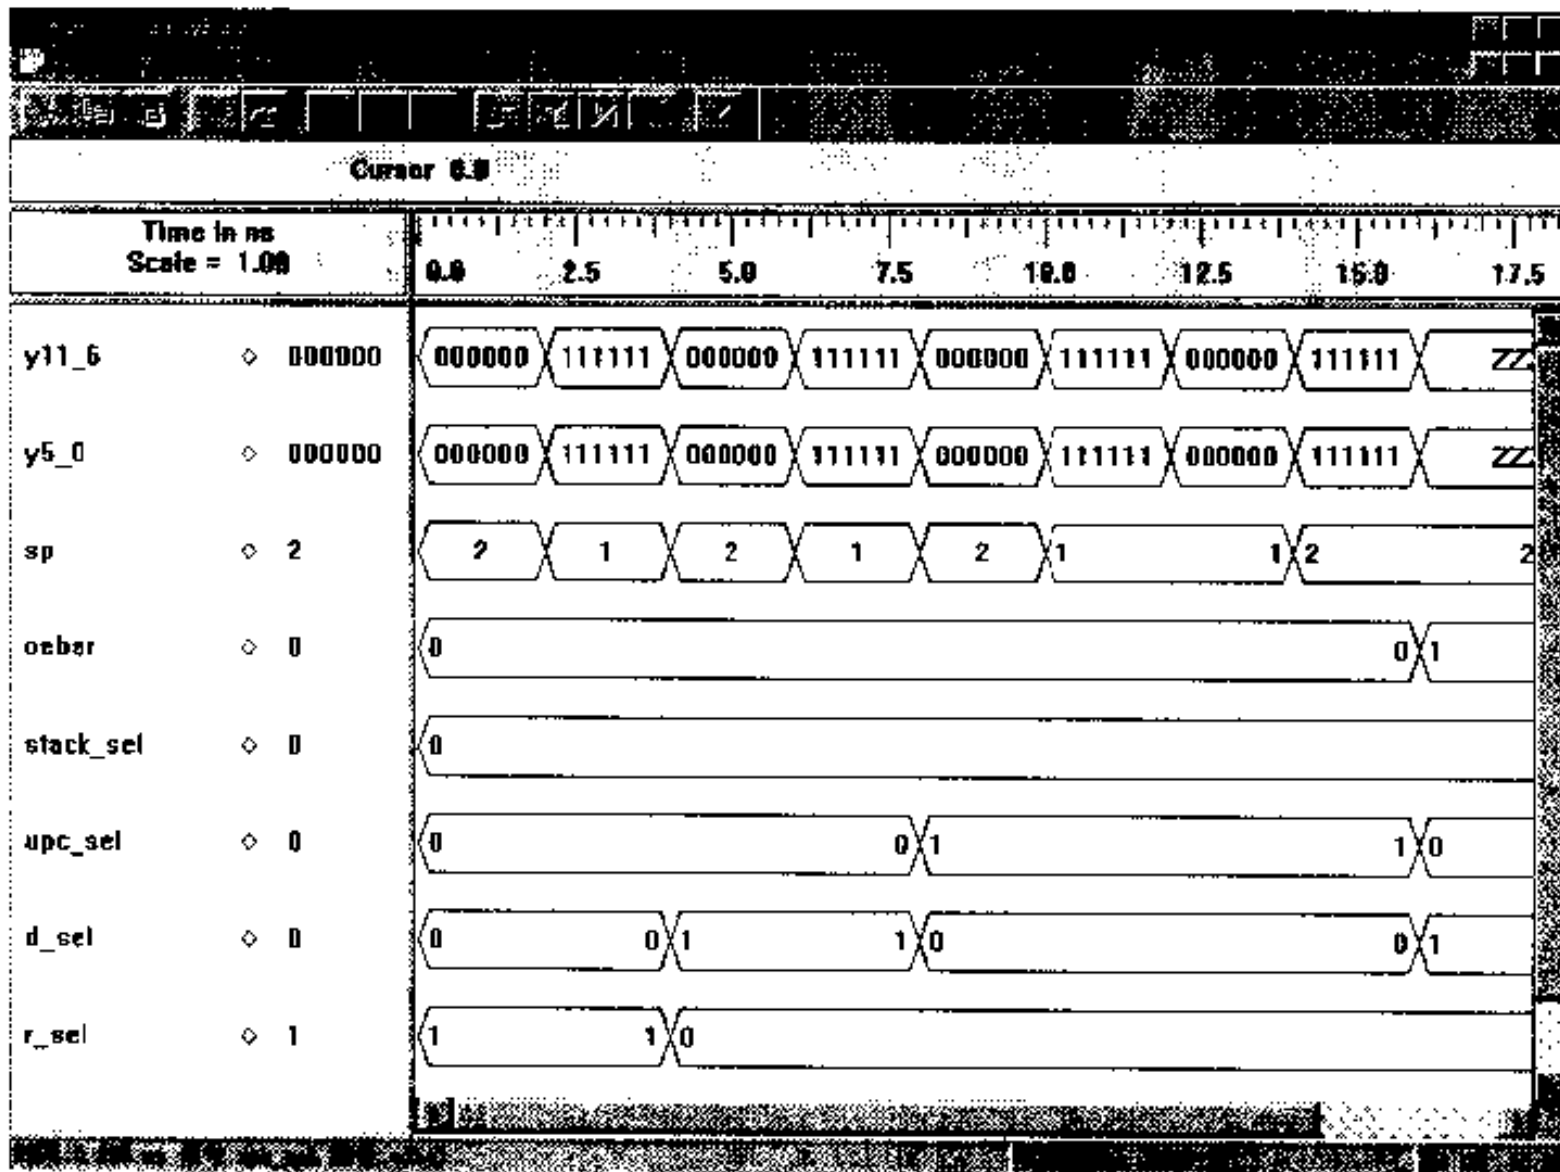 Cursor 0.0
Time in ns
Scale = 1.00
0.0 2.5 5.0 7.5 10.0 12.5 15.0 17.5
y11_6 000000 000000 111111 000000 111111 000000 111111 000000 111111 ZZ
y5_0 000000 000000 111111 000000 111111 000000 111111 000000 111111 ZZ
sp 2 2 1 2 1 2 1 1 2 2
oebar 0 0 0 1
stack_sel 0 0
upc_sel 0 0 0 1 1 0
d_sel 0 0 0 1 1 0 0 1
r_sel 1 1 1 0